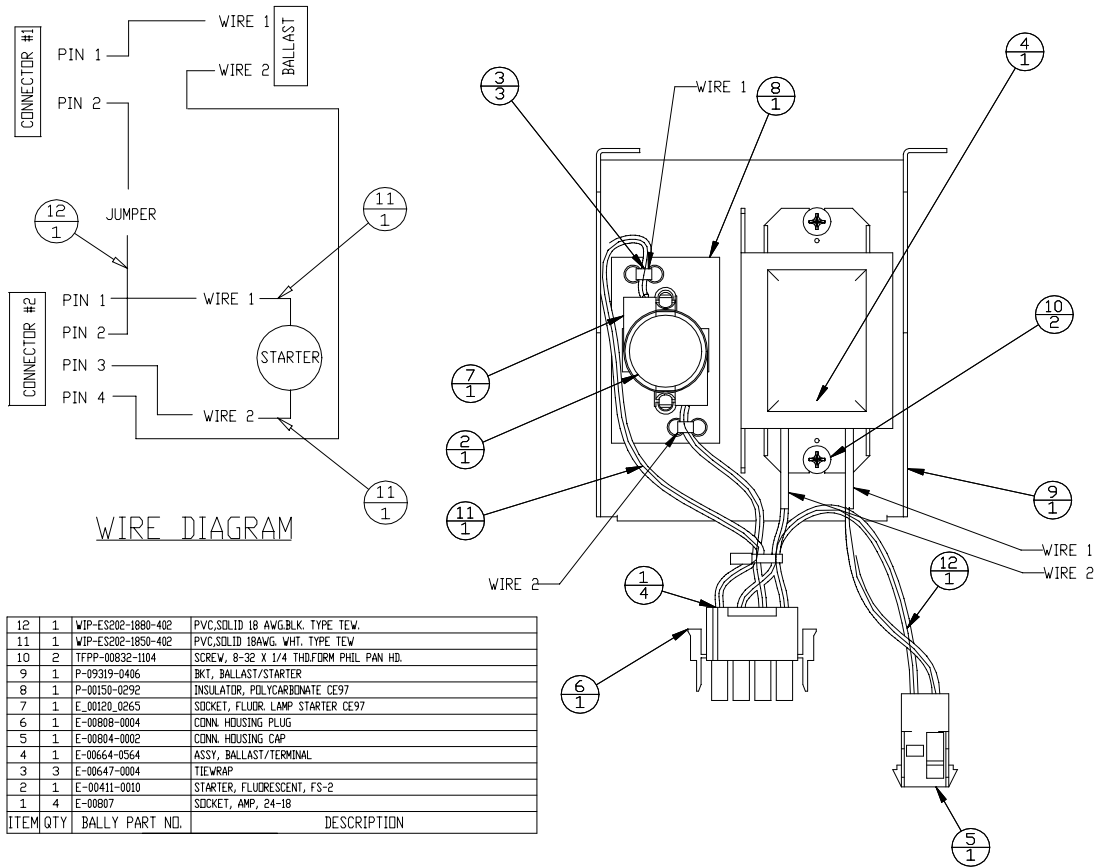 CONNECTOR #1
PIN 1
WIRE 1
BALLAST
WIRE 2
PIN 2
JUMPER
12
1
11
1
CONNECTOR #2
PIN 1
WIRE 1
PIN 2
STARTER
PIN 3
PIN 4
WIRE 2
11
1
WIRE DIAGRAM
3
3
WIRE 1
8
1
4
1
10
2
7
1
2
1
11
1
9
1
WIRE 1
WIRE 2
WIRE 2
1
4
12
1
6
1
5
1
12 1 WIP-ES202-1880-402 PVC,SOLID 18 AWG.BLK. TYPE TEW.
11 1 WIP-ES202-1850-402 PVC,SOLID 18AWG. WHT. TYPE TEW
10 2 TFPP-00832-1104 SCREW, 8-32 X 1/4 THD.FORM PHIL PAN HD.
9 1 P-09319-0406 BKT, BALLAST/STARTER
8 1 P-00150-0292 INSULATOR, POLYCARBONATE CE97
7 1 E_00120_0265 SOCKET, FLUOR. LAMP STARTER CE97
6 1 E-00808-0004 CONN. HOUSING PLUG
5 1 E-00804-0002 CONN. HOUSING CAP
4 1 E-00664-0564 ASSY, BALLAST/TERMINAL
3 3 E-00647-0004 TIEWRAP
2 1 E-00411-0010 STARTER, FLUORESCENT, FS-2
1 4 E-00807 SOCKET, AMP, 24-18
ITEM QTY BALLY PART NO. DESCRIPTION